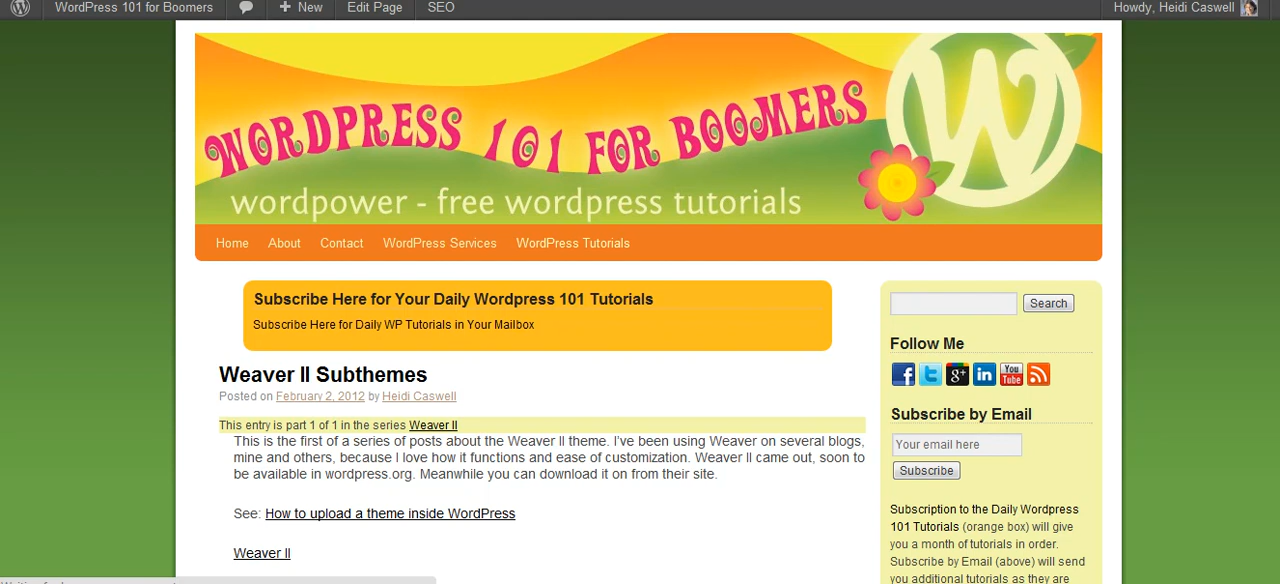 WordPress 101 for Boomers New Edit Page SEO Howdy, Heidi Caswell
W
WORDPRESS 101 FOR BOOMERS
wordpower - free wordpress tutorials
Home About Contact WordPress Services WordPress Tutorials
Subscribe Here for Your Daily Wordpress 101 Tutorials
Subscribe Here for Daily WP Tutorials in Your Mailbox
Weaver II Subthemes
Posted on February 2, 2012 by Heidi Caswell
This entry is part 1 of 1 in the series Weaver II
This is the first of a series of posts about the Weaver II theme. I've been using Weaver on several blogs,
mine and others, because I love how it functions and ease of customization. Weaver II came out, soon to
be available in wordpress.org. Meanwhile you can download it on from their site.
See: How to upload a theme inside WordPress
Weaver II
Search
Follow Me
f t g+ in You Tube
Subscribe by Email
Your email here
Subscribe
Subscription to the Daily Wordpress
101 Tutorials (orange box) will give
you a month of tutorials in order.
Subscribe by Email (above) will send
you additional tutorials as they are